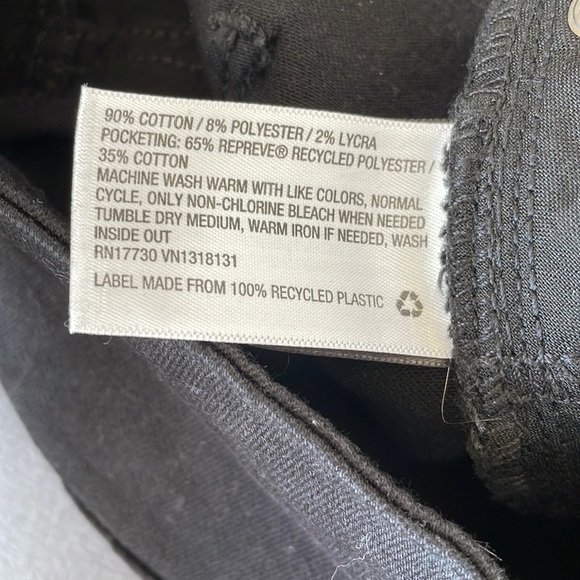 90% COTTON / 8% POLYESTER / 2% LYCRA
POCKETING: 65% REPREVE® RECYCLED POLYESTER /
35% COTTON
MACHINE WASH WARM WITH LIKE COLORS, NORMAL
CYCLE, ONLY NON-CHLORINE BLEACH WHEN NEEDED
TUMBLE DRY MEDIUM, WARM IRON IF NEEDED, WASH
INSIDE OUT
RN17730 VN1318131
LABEL MADE FROM 100% RECYCLED PLASTIC